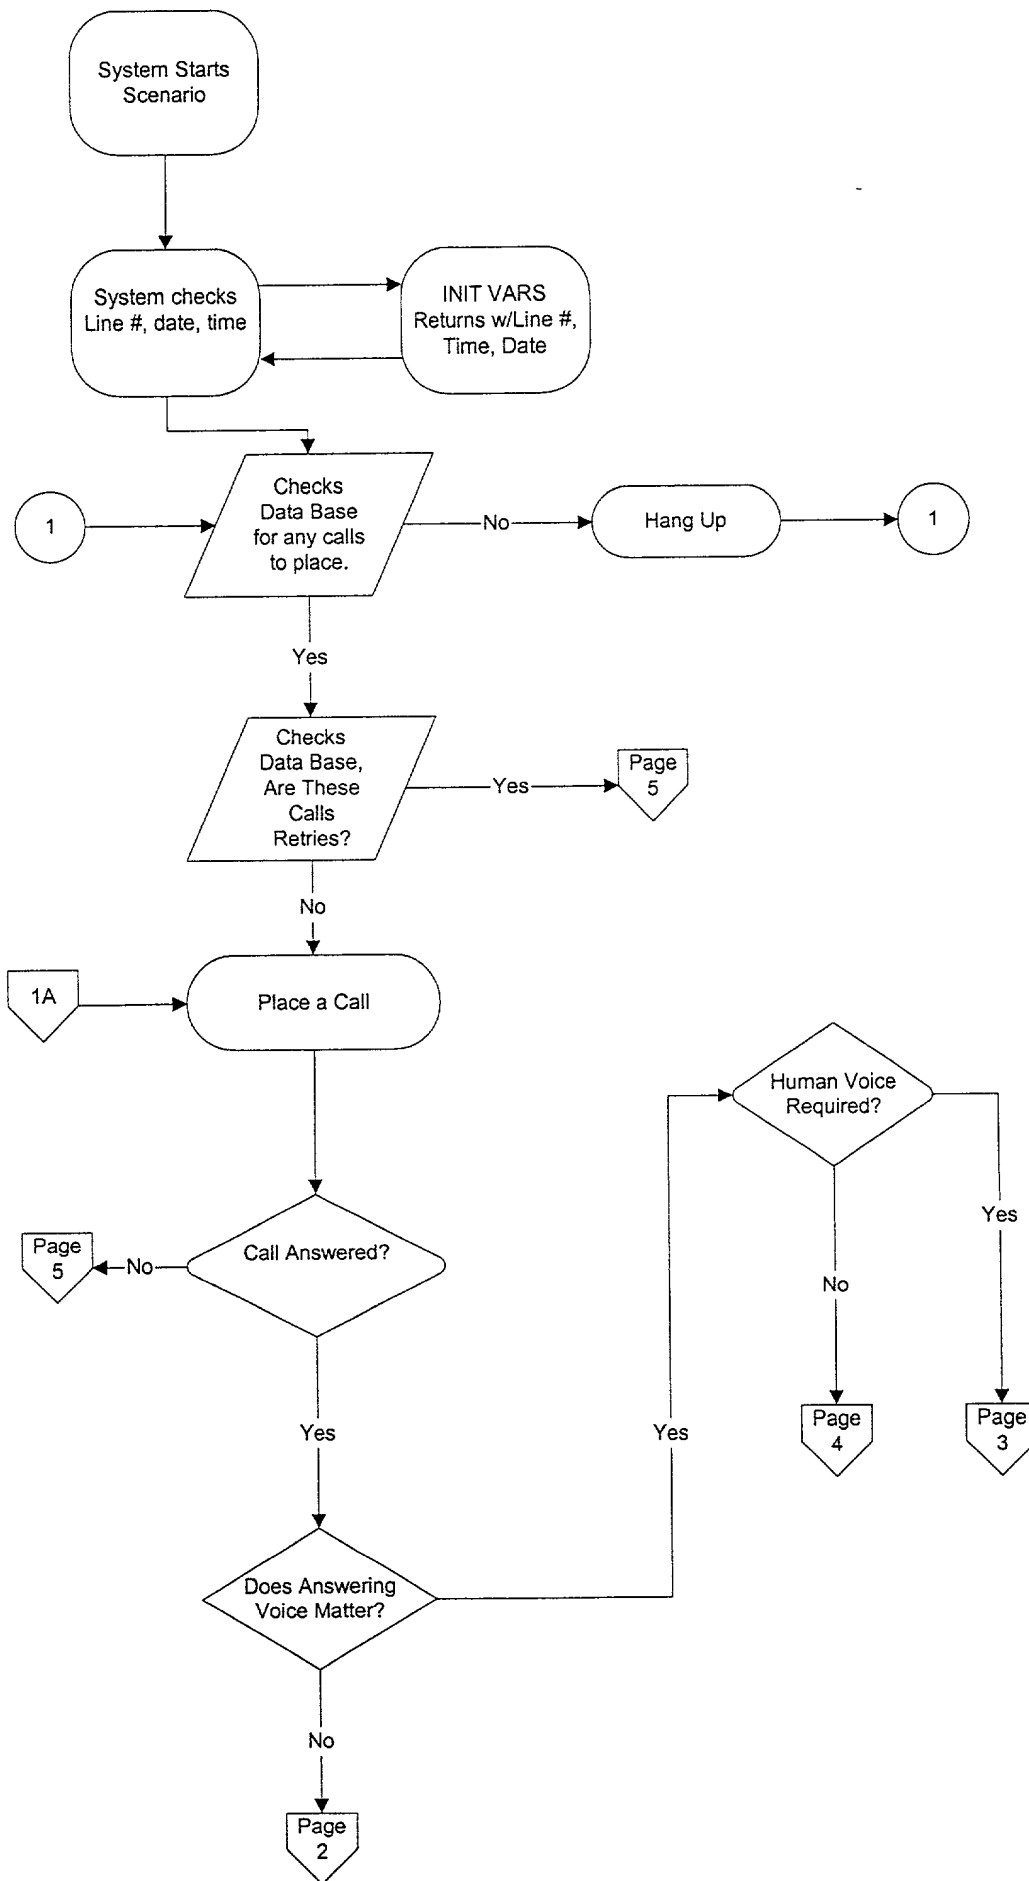 System Starts
Scenario
System checks
Line #, date, time
INIT VARS
Returns w/Line #,
Time, Date
1
Checks
Data Base
for any calls
to place.
No
Hang Up
1
Yes
Checks
Data Base,
Are These
Calls
Retries?
Yes
Page
5
No
1A
Place a Call
Human Voice
Required?
Call Answered?
No
Page
5
Yes
No
Page
4
Page
3
Yes
Yes
Does Answering
Voice Matter?
No
Page
2